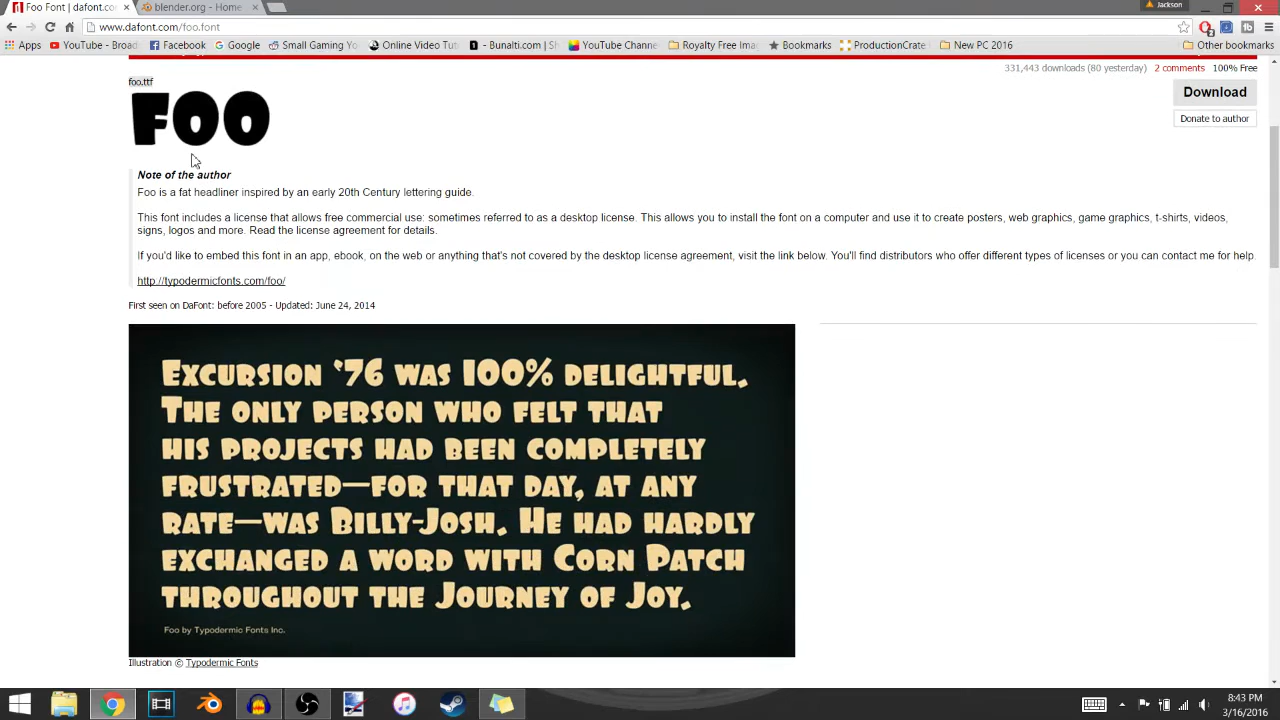 Foo Font | dafont.co
blender.org - Home
Jackson
www.dafont.com/foo.font
2
Apps
YouTube - Broad
Facebook
Google
Small Gaming Yo
Online Video Tut
1 - Bunalti.com | Sh
YouTube Channe
Royalty Free Ima
Bookmarks
ProductionCrate
New PC 2016
Other bookmarks
331,443 downloads (80 yesterday)
2 comments
100% Free
foo.ttf
Download
FOO
Donate to author
Note of the author
Foo is a fat headliner inspired by an early 20th Century lettering guide.
This font includes a license that allows free commercial use: sometimes referred to as a desktop license. This allows you to install the font on a computer and use it to create posters, web graphics, game graphics, t-shirts, videos,
signs, logos and more. Read the license agreement for details.
If you'd like to embed this font in an app, ebook, on the web or anything that's not covered by the desktop license agreement, visit the link below. You'll find distributors who offer different types of licenses or you can contact me for help.
http://typodermicfonts.com/foo/
First seen on DaFont: before 2005 - Updated: June 24, 2014
Excursion '76 was 100% delightful.
The only person who felt that
his projects had been completely
frustrated—for that day, at any
rate—was Billy-Josh. He had hardly
exchanged a word with Corn Patch
throughout the Journey of Joy.
Foo by Typodermic Fonts Inc.
Illustration © Typodermic Fonts
8:43 PM
3/16/2016